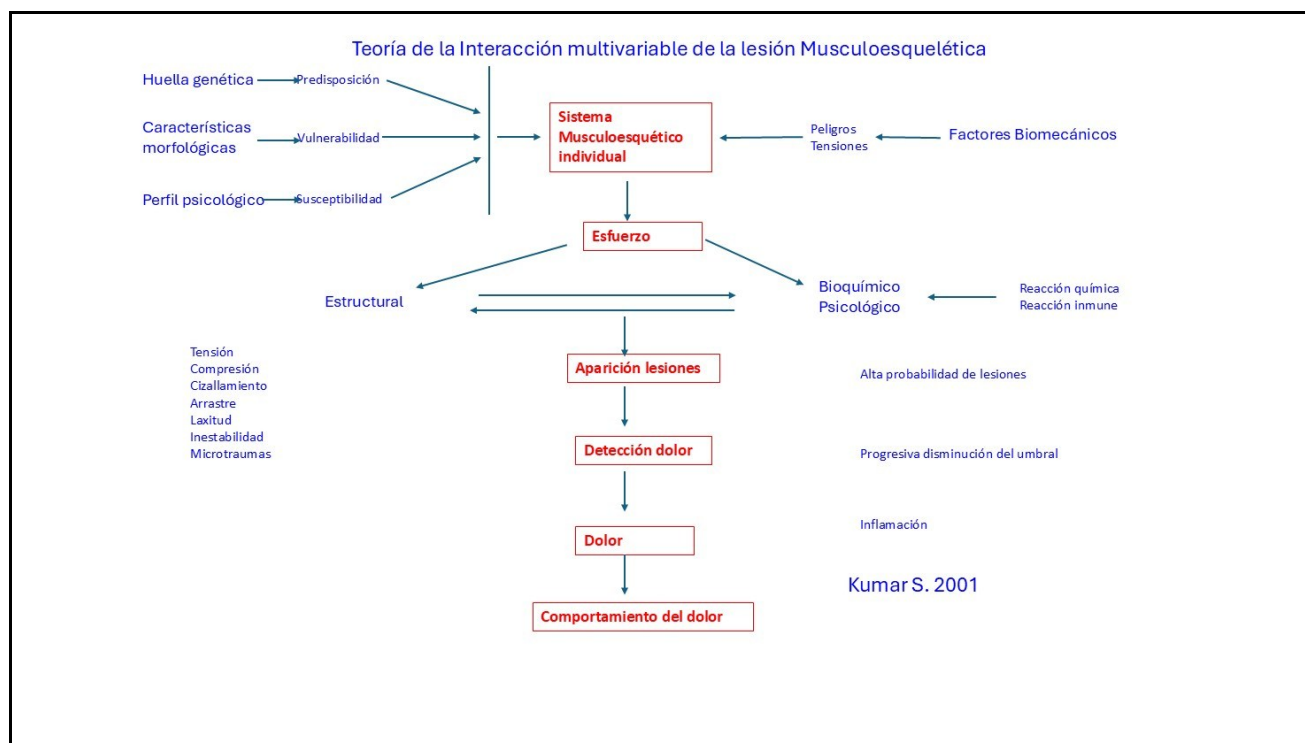 Teoría de la Interacción multivariable de la lesión Musculoesquelética
Huella genética
Predisposición
Características
morfológicas
Vulnerabilidad
Perfil psicológico
Susceptibilidad
Sistema
Musculoesquético
individual
Peligros
Tensiones
Factores Biomecánicos
Esfuerzo
Estructural
Bioquímico
Psicológico
Reacción química
Reacción inmune
Tensión
Compresión
Cizallamiento
Arrastre
Laxitud
Inestabilidad
Microtraumas
Aparición lesiones
Alta probabilidad de lesiones
Detección dolor
Progresiva disminución del umbral
Dolor
Inflamación
Kumar S. 2001
Comportamiento del dolor